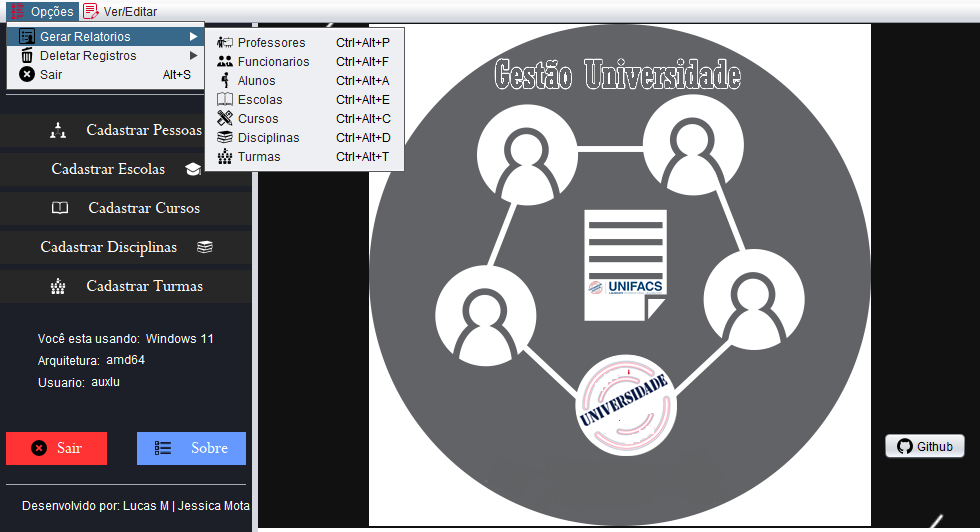 Opções Ver/Editar
Gerar Relatorios
Deletar Registros
Sair Alt+S
Professores Ctrl+Alt+P
Funcionarios Ctrl+Alt+F
Alunos Ctrl+Alt+A
Escolas Ctrl+Alt+E
Cursos Ctrl+Alt+C
Disciplinas Ctrl+Alt+D
Turmas Ctrl+Alt+T
Cadastrar Pessoas
Cadastrar Escolas
Cadastrar Cursos
Cadastrar Disciplinas
Cadastrar Turmas
Você esta usando: Windows 11
Arquitetura: amd64
Usuario: auxlu
Sair Sobre
Desenvolvido por: Lucas M | Jessica Mota
Gestão Universidade
UNIFACS
UNIVERSIDADE
Github